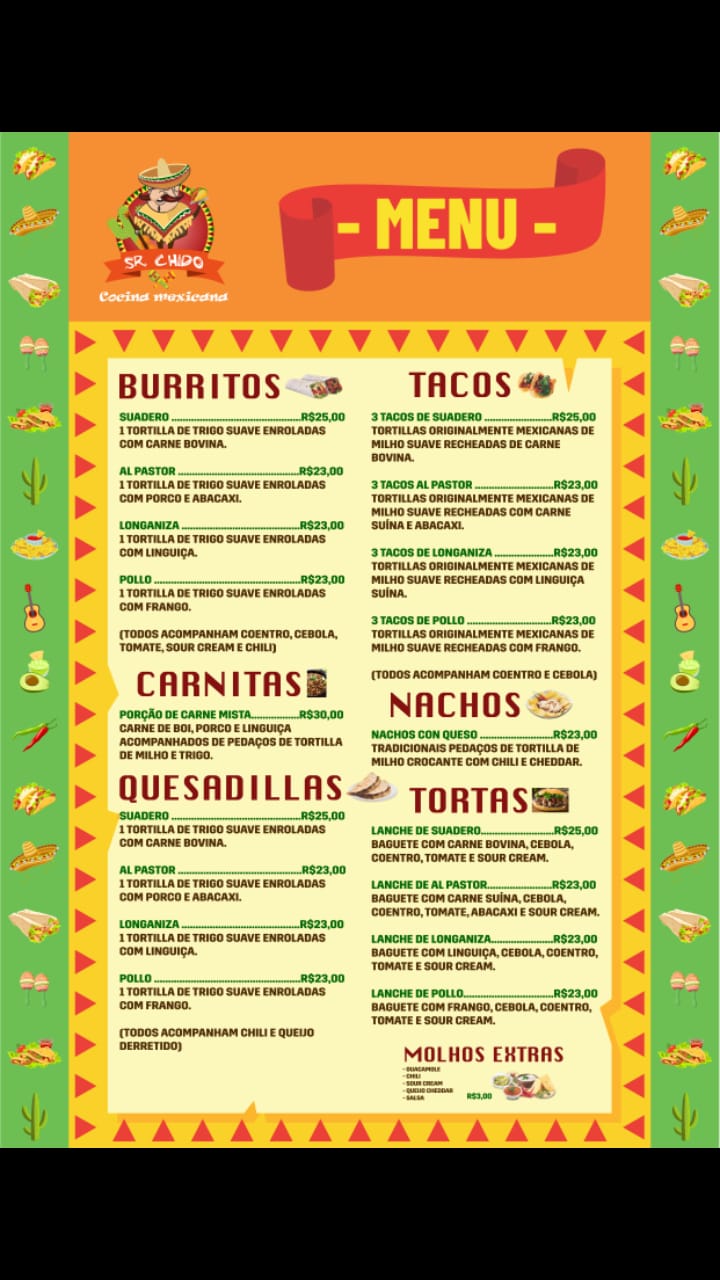 SR. CHIDO
Cocina mexicana
- MENU -
BURRITOS
SUADERO ................................................R$25,00
1 TORTILLA DE TRIGO SUAVE ENROLADAS
COM CARNE BOVINA.
AL PASTOR .............................................R$23,00
1 TORTILLA DE TRIGO SUAVE ENROLADAS
COM PORCO E ABACAXI.
LONGANIZA ............................................R$23,00
1 TORTILLA DE TRIGO SUAVE ENROLADAS
COM LINGUIÇA.
POLLO ......................................................R$23,00
1 TORTILLA DE TRIGO SUAVE ENROLADAS
COM FRANGO.
(TODOS ACOMPANHAM COENTRO, CEBOLA,
TOMATE, SOUR CREAM E CHILI)
CARNITAS
PORÇÃO DE CARNE MISTA..................R$30,00
CARNE DE BOI, PORCO E LINGUIÇA
ACOMPANHADOS DE PEDAÇOS DE TORTILLA
DE MILHO E TRIGO.
QUESADILLAS
SUADERO ................................................R$25,00
1 TORTILLA DE TRIGO SUAVE ENROLADAS
COM CARNE BOVINA.
AL PASTOR ..............................................R$23,00
1 TORTILLA DE TRIGO SUAVE ENROLADAS
COM PORCO E ABACAXI.
LONGANIZA ............................................R$23,00
1 TORTILLA DE TRIGO SUAVE ENROLADAS
COM LINGUIÇA.
POLLO ......................................................R$23,00
1 TORTILLA DE TRIGO SUAVE ENROLADAS
COM FRANGO.
(TODOS ACOMPANHAM CHILI E QUEIJO
DERRETIDO)
TACOS
3 TACOS DE SUADERO .........................R$25,00
TORTILLAS ORIGINALMENTE MEXICANAS DE
MILHO SUAVE RECHEADAS DE CARNE
BOVINA.
3 TACOS AL PASTOR .............................R$23,00
TORTILLAS ORIGINALMENTE MEXICANAS DE
MILHO SUAVE RECHEADAS COM CARNE
SUÍNA E ABACAXI.
3 TACOS DE LONGANIZA ......................R$23,00
TORTILLAS ORIGINALMENTE MEXICANAS DE
MILHO SUAVE RECHEADAS COM LINGUIÇA
SUÍNA.
3 TACOS DE POLLO ...............................R$23,00
TORTILLAS ORIGINALMENTE MEXICANAS DE
MILHO SUAVE RECHEADAS COM FRANGO.
(TODOS ACOMPANHAM COENTRO E CEBOLA)
NACHOS
NACHOS CON QUESO ...........................R$23,00
TRADICIONAIS PEDAÇOS DE TORTILLA DE
MILHO CROCANTE COM CHILI E CHEDDAR.
TORTAS
LANCHE DE SUADERO...........................R$25,00
BAGUETE COM CARNE BOVINA, CEBOLA,
COENTRO, TOMATE E SOUR CREAM.
LANCHE DE AL PASTOR........................R$23,00
BAGUETE COM CARNE SUÍNA, CEBOLA,
COENTRO, TOMATE, ABACAXI E SOUR CREAM.
LANCHE DE LONGANIZA.......................R$23,00
BAGUETE COM LINGUIÇA, CEBOLA, COENTRO,
TOMATE E SOUR CREAM.
LANCHE DE POLLO.................................R$23,00
BAGUETE COM FRANGO, CEBOLA, COENTRO,
TOMATE E SOUR CREAM.
MOLHOS EXTRAS
- GUACAMOLE
- CHILI
- SOUR CREAM
- QUEIJO CHEDDAR
- SALSA R$3,00